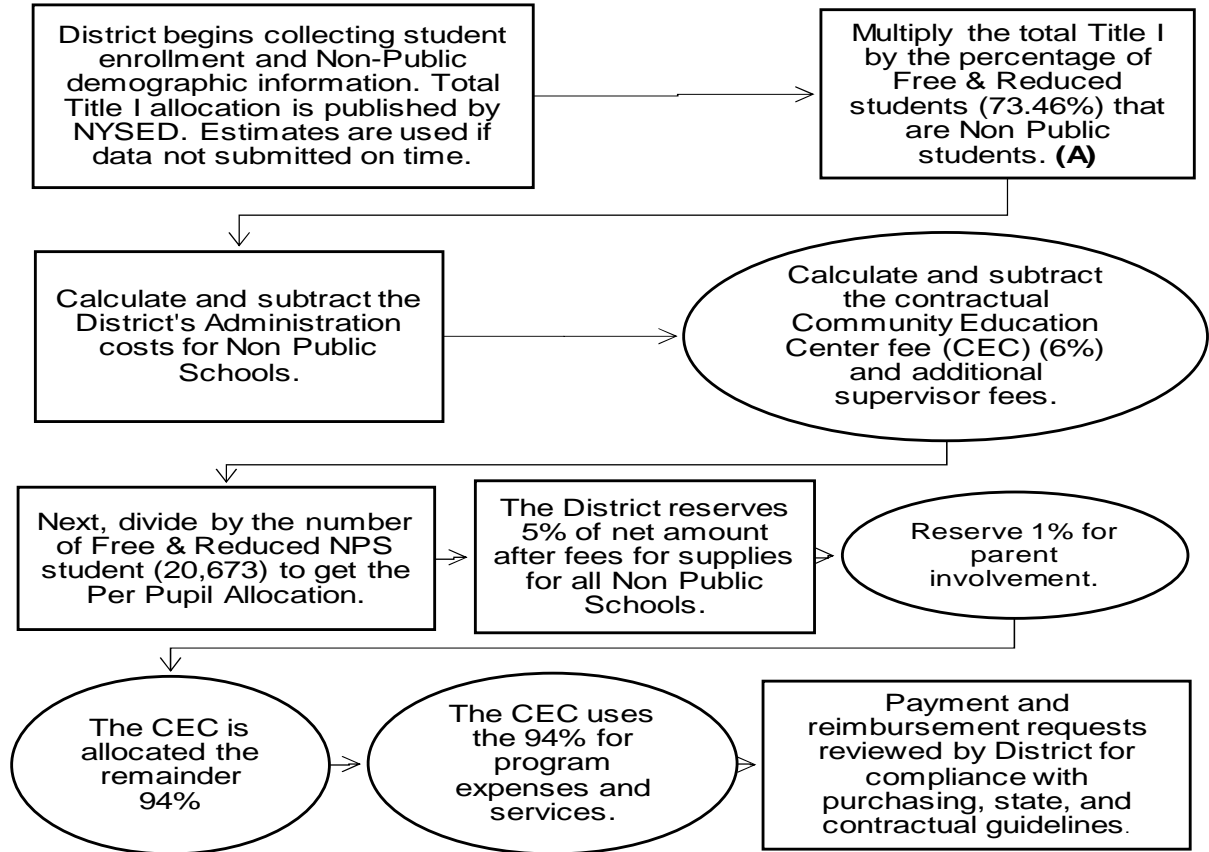 District begins collecting student
enrollment and Non-Public
demographic information. Total
Title I allocation is published by
NYSED. Estimates are used if
data not submitted on time.
Multiply the total Title I
by the percentage of
Free & Reduced
students (73.46%) that
are Non Public
students. (A)
Calculate and subtract the
District's Administration
costs for Non Public
Schools.
Calculate and subtract
the contractual
Community Education
Center fee (CEC) (6%)
and additional
supervisor fees.
Next, divide by the number
of Free & Reduced NPS
student (20,673) to get the
Per Pupil Allocation.
The District reserves
5% of net amount
after fees for supplies
for all Non Public
Schools.
Reserve 1% for
parent
involvement.
The CEC is
allocated the
remainder
94%
The CEC uses
the 94% for
program
expenses and
services.
Payment and
reimbursement requests
reviewed by District for
compliance with
purchasing, state, and
contractual guidelines.